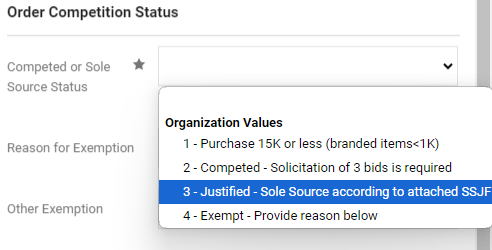 Order Competition Status
Competed or Sole
Source Status
Organization Values
1 - Purchase 15K or less (branded items<1K)
2 - Competed - Solicitation of 3 bids is required
3 - Justified - Sole Source according to attached SSJF
4 - Exempt - Provide reason below
Reason for Exemption
Other Exemption